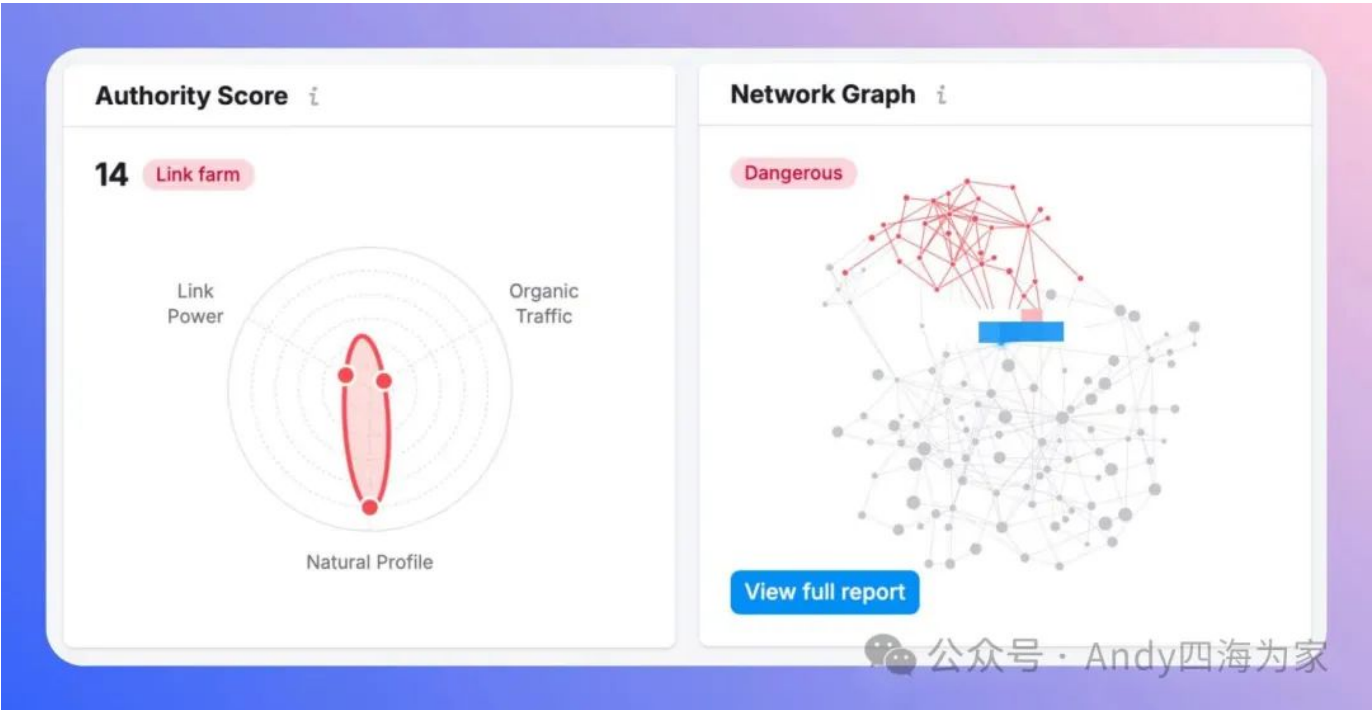 Authority Score i
14 Link farm
Link
Power
Organic
Traffic
Natural Profile
Network Graph i
Dangerous
View full report
公众号 · Andy四海为家